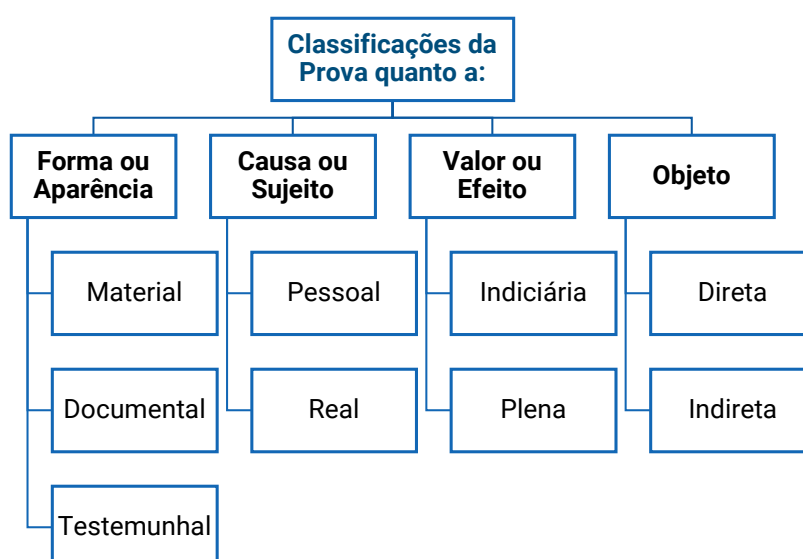 Classificações da
Prova quanto a:
Forma ou
Aparência
Causa ou
Sujeito
Valor ou
Efeito
Objeto
Material
Pessoal
Indiciária
Direta
Documental
Real
Plena
Indireta
Testemunhal